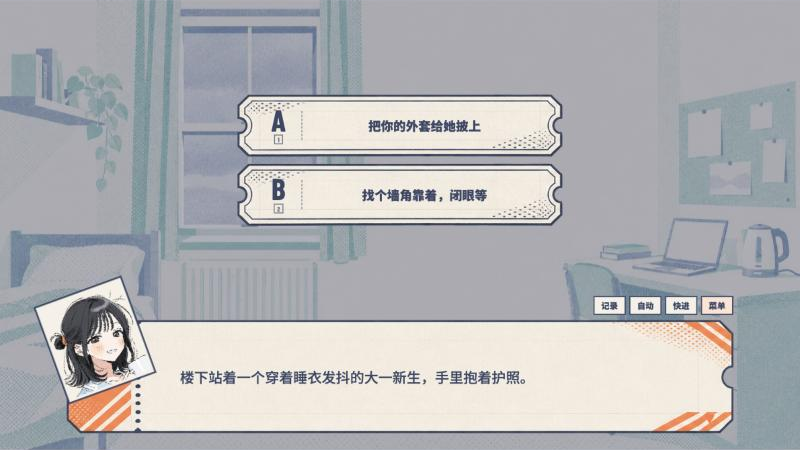 A
1
把你的外套给她披上
B
2
找个墙角靠着，闭眼等
记录
自动
快进
菜单
楼下站着一个穿着睡衣发抖的大一新生，手里抱着护照。